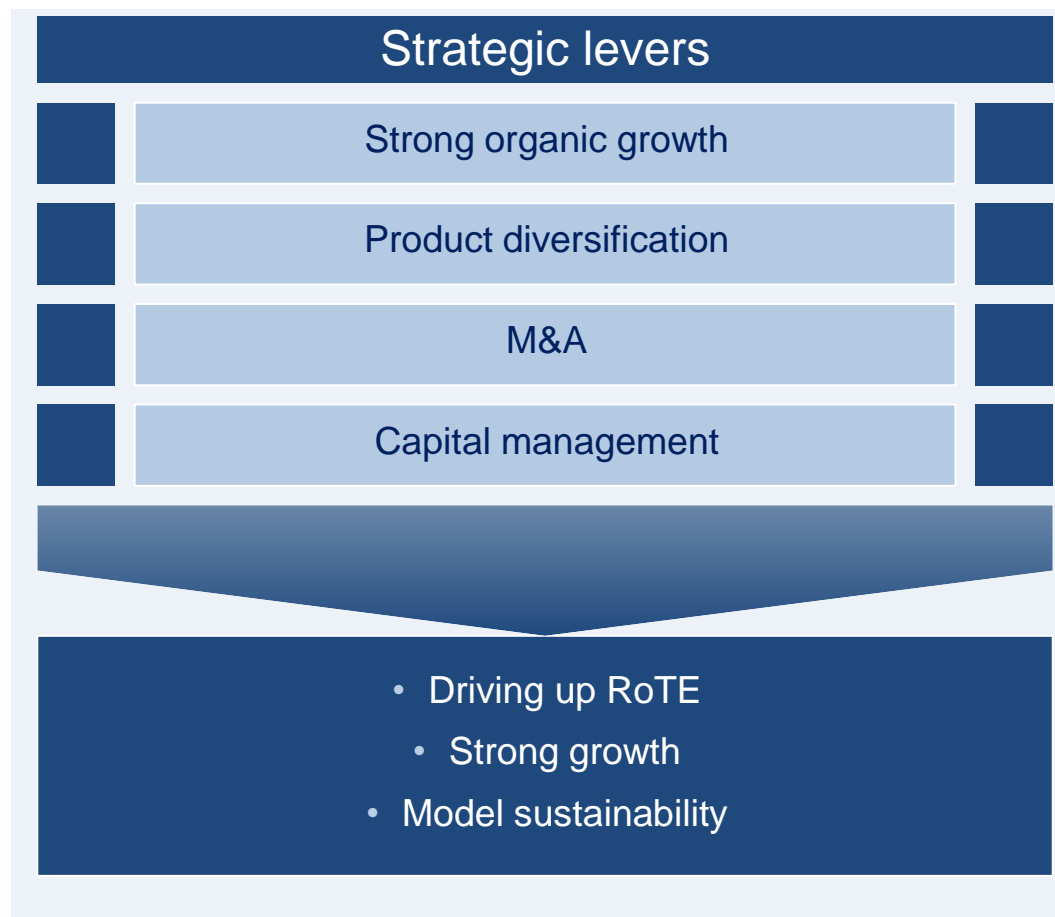 Strategic levers
Strong organic growth
Product diversification
M&A
Capital management
• Driving up RoTE
• Strong growth
• Model sustainability